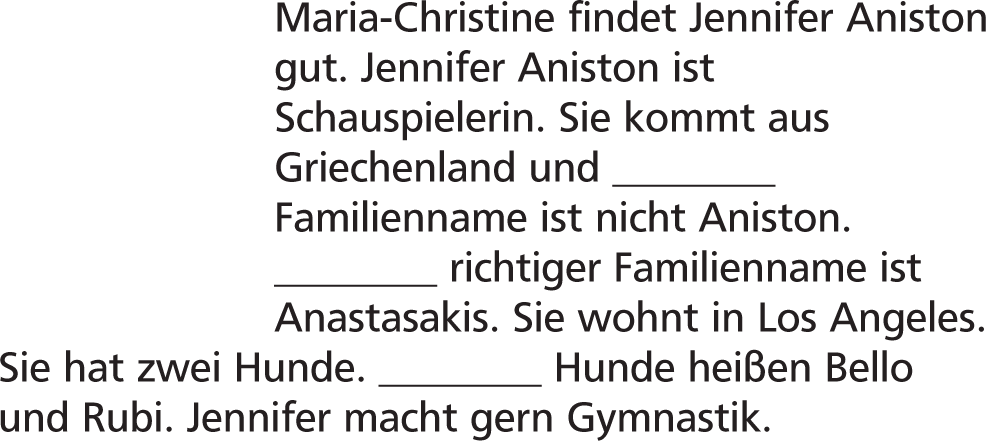 Maria-Christine findet Jennifer Aniston
gut. Jennifer Aniston ist
Schauspielerin. Sie kommt aus
Griechenland und ________
Familienname ist nicht Aniston.
________ richtiger Familienname ist
Anastasakis. Sie wohnt in Los Angeles.
Sie hat zwei Hunde. ________ Hunde heißen Bello
und Rubi. Jennifer macht gern Gymnastik.